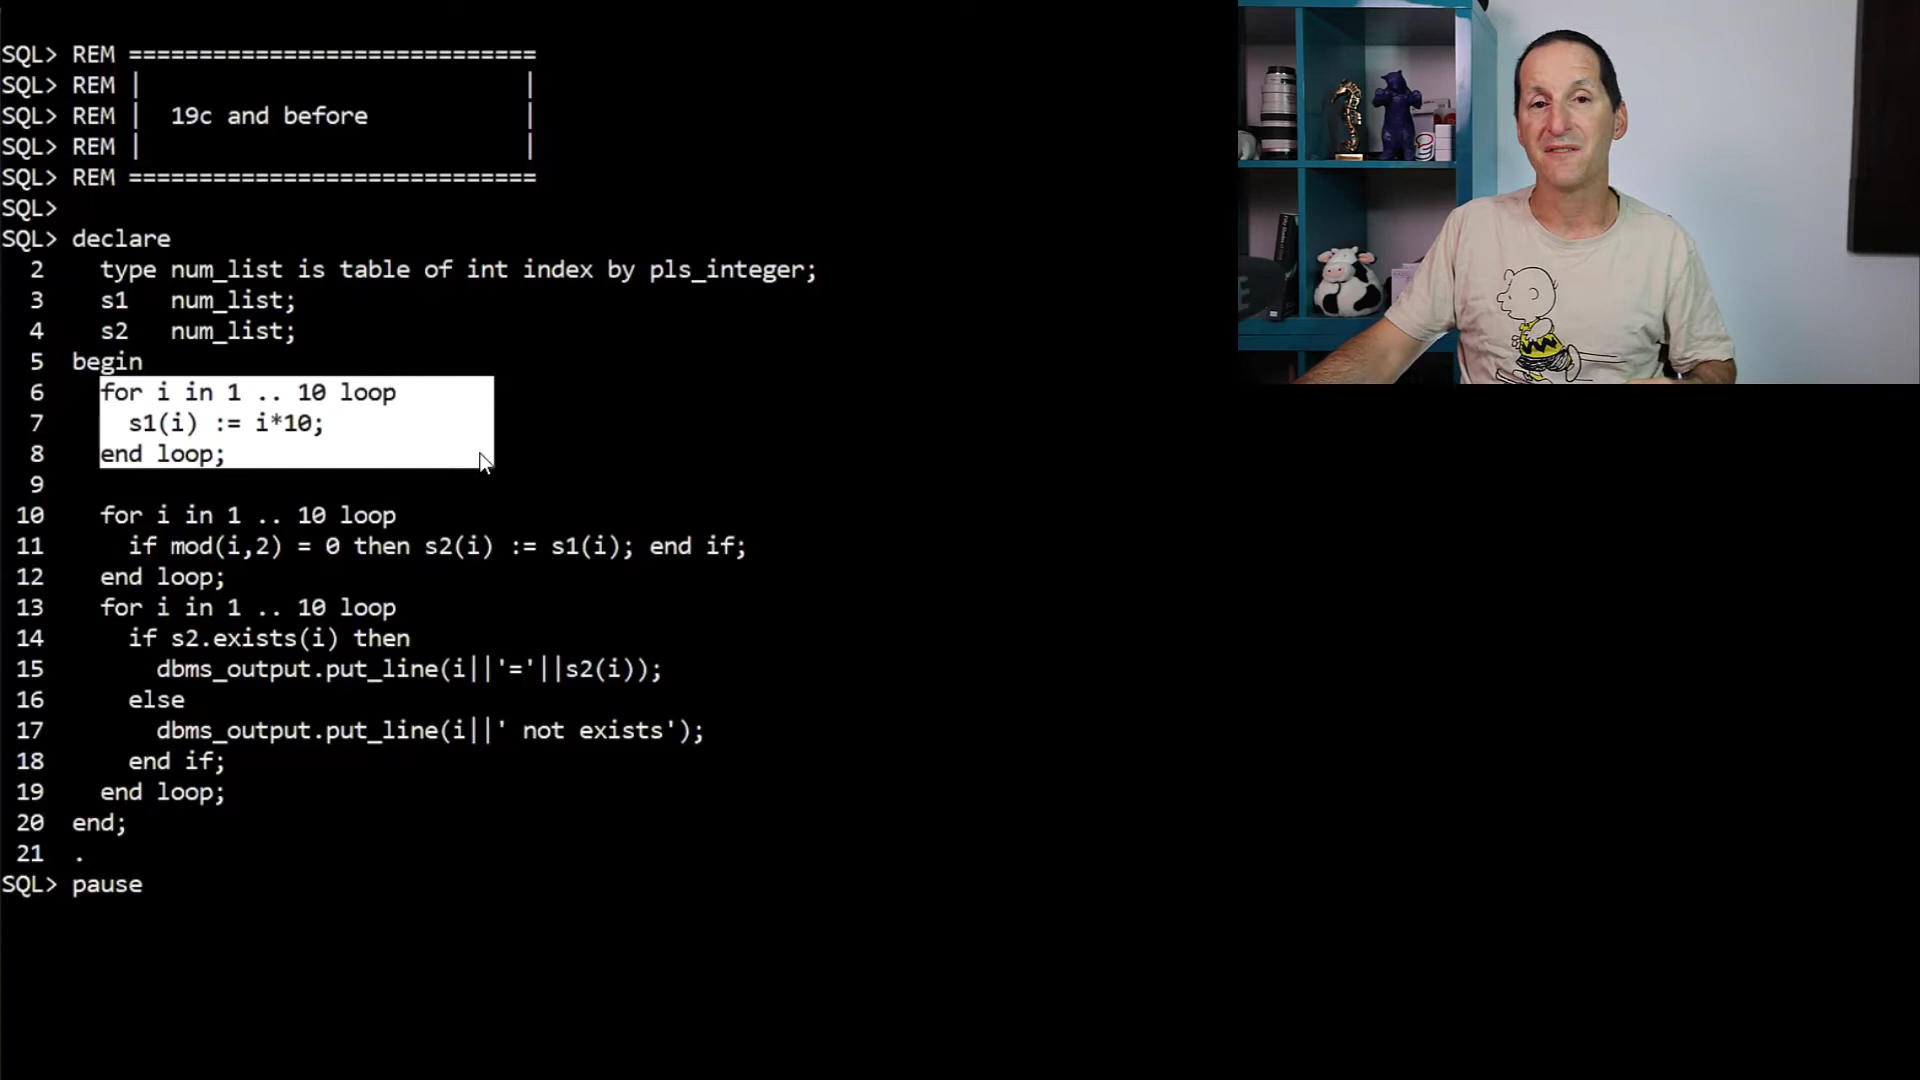 SQL> REM =============================
SQL> REM |                            |
SQL> REM |  19c and before            |
SQL> REM |                            |
SQL> REM =============================
SQL>
SQL> declare
  2    type num_list is table of int index by pls_integer;
  3    s1   num_list;
  4    s2   num_list;
  5  begin
  6    for i in 1 .. 10 loop
  7      s1(i) := i*10;
  8    end loop;
  9
 10    for i in 1 .. 10 loop
 11      if mod(i,2) = 0 then s2(i) := s1(i); end if;
 12    end loop;
 13    for i in 1 .. 10 loop
 14      if s2.exists(i) then
 15        dbms_output.put_line(i||'='||s2(i));
 16      else
 17        dbms_output.put_line(i||' not exists');
 18      end if;
 19    end loop;
 20  end;
 21  .
SQL> pause